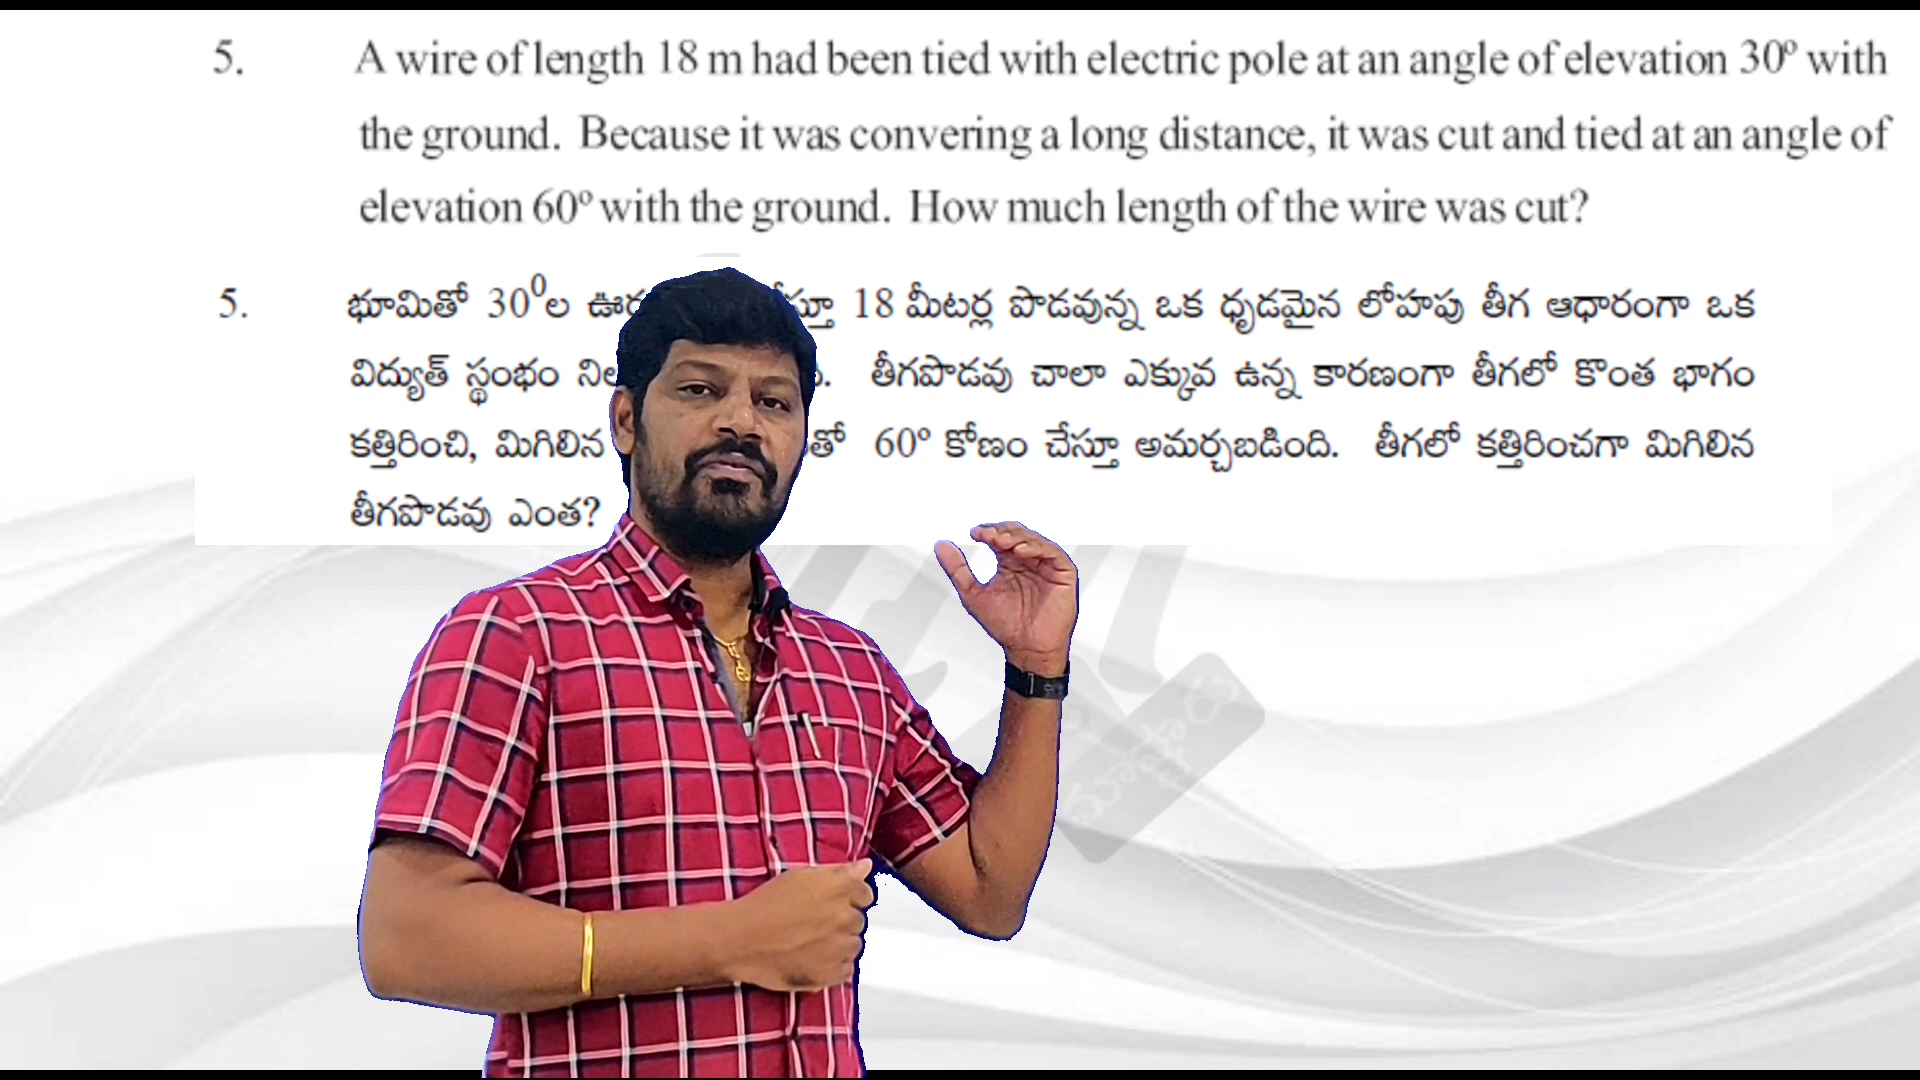 5. A wire of length 18 m had been tied with electric pole at an angle of elevation 30º with
the ground. Because it was convering a long distance, it was cut and tied at an angle of
elevation 60º with the ground. How much length of the wire was cut?
5. భూమితో 30⁰ల 18 మీటర్ల పొడవున్న ఒక ధృడమైన లోహపు తీగ ఆధారంగా ఒక
విద్యుత్ స్థంభం తీగపొడవు చాలా ఎక్కువ ఉన్న కారణంగా తీగలో కొంత భాగం
కత్తిరించి, మిగిలిన 60º కోణం చేస్తూ అమర్చబడింది. తీగలో కత్తిరించగా మిగిలిన
తీగపొడవు ఎంత?